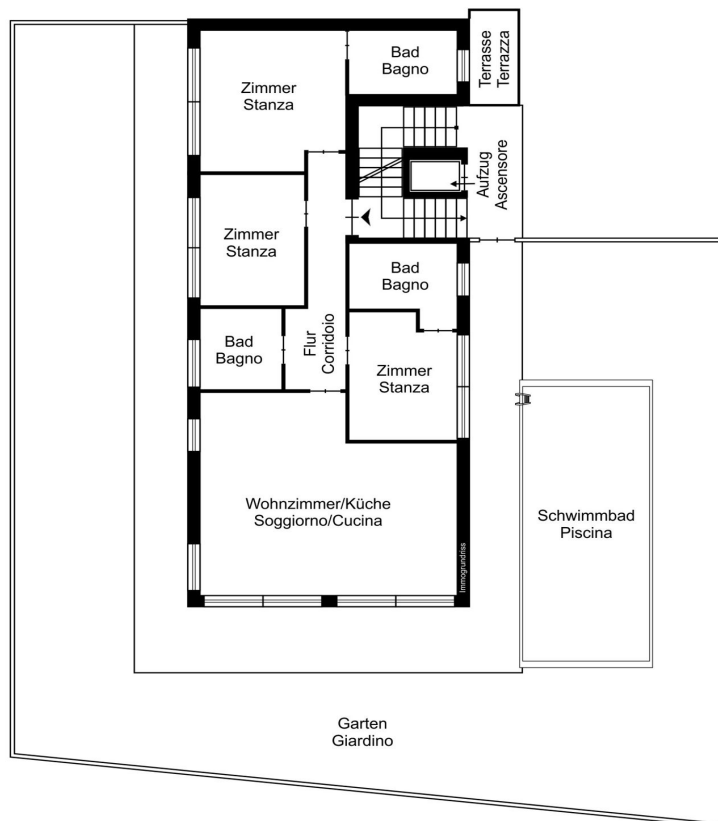 Bad
Bagno
Terrasse
Terrazza
Zimmer
Stanza
Aufzug
Ascensore
Zimmer
Stanza
Bad
Bagno
Bad
Bagno
Flur
Corridoio
Zimmer
Stanza
Wohnzimmer/Küche
Soggiorno/Cucina
Immogrundriss
Schwimmbad
Piscina
Garten
Giardino